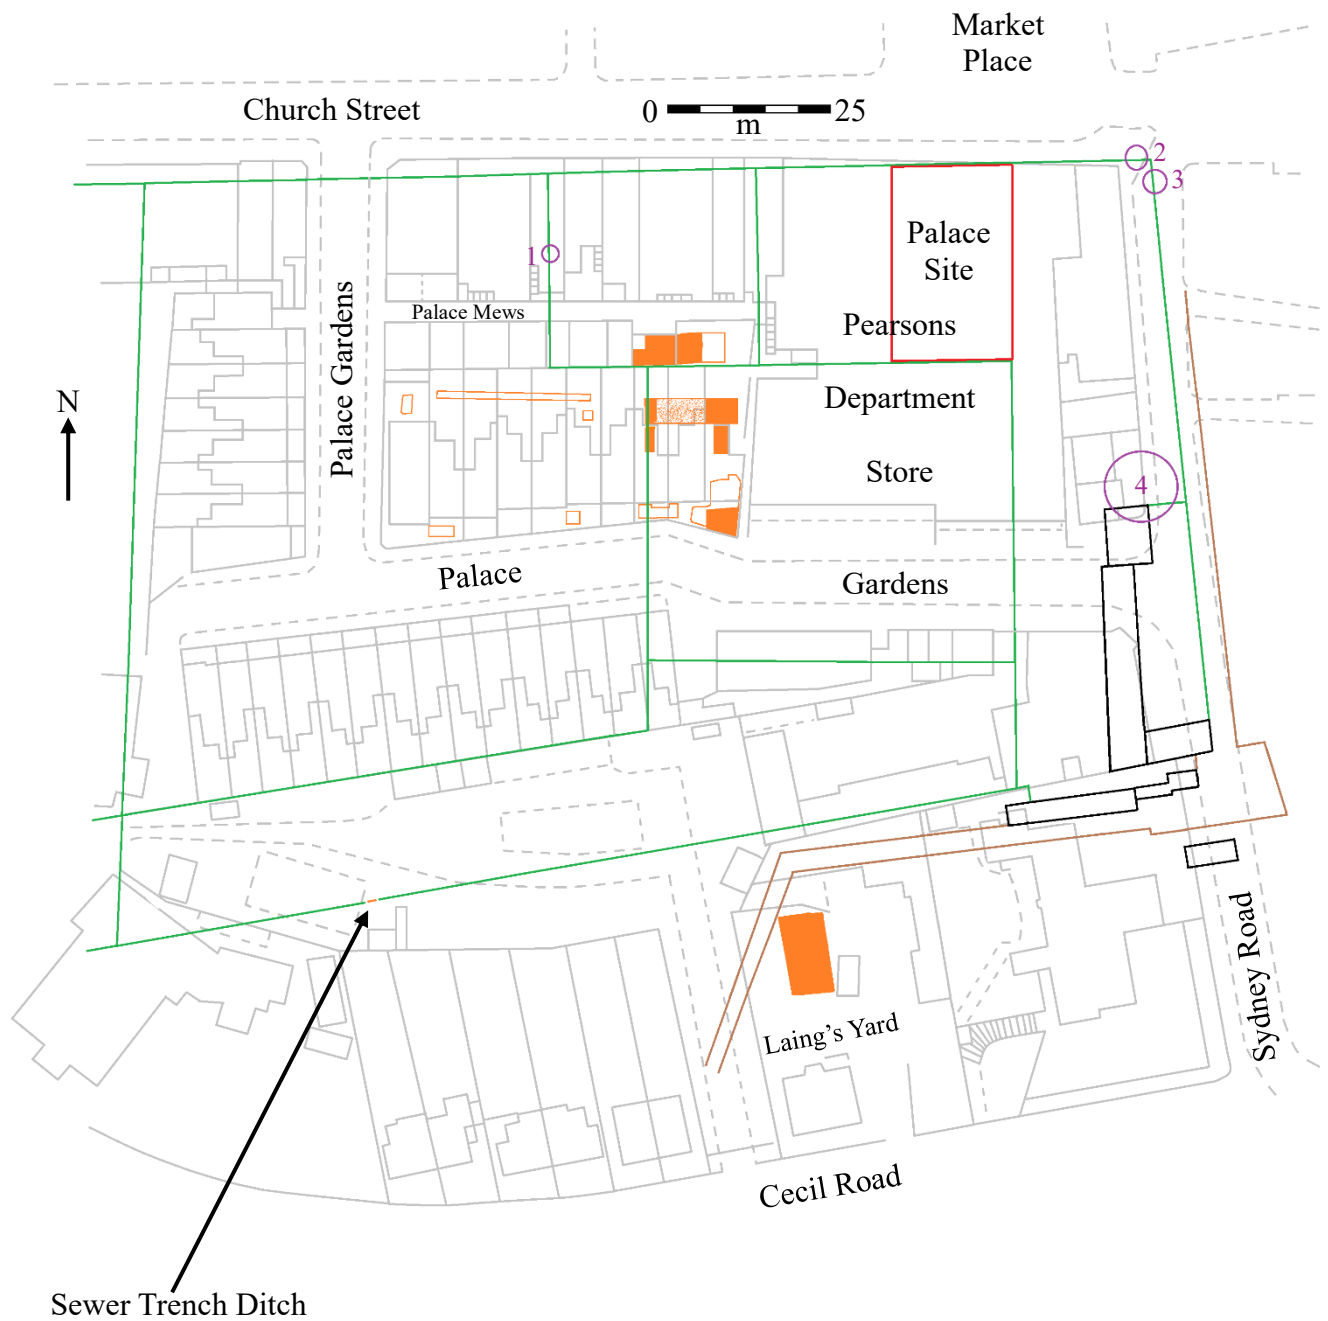 Market
Place
Church Street
0 25
m
2
3
1
Palace
Site
Palace Mews
Pearsons
Palace Gardens
N
Department
Store
4
Palace
Gardens
Sydney Road
Laing's Yard
Cecil Road
Sewer Trench Ditch